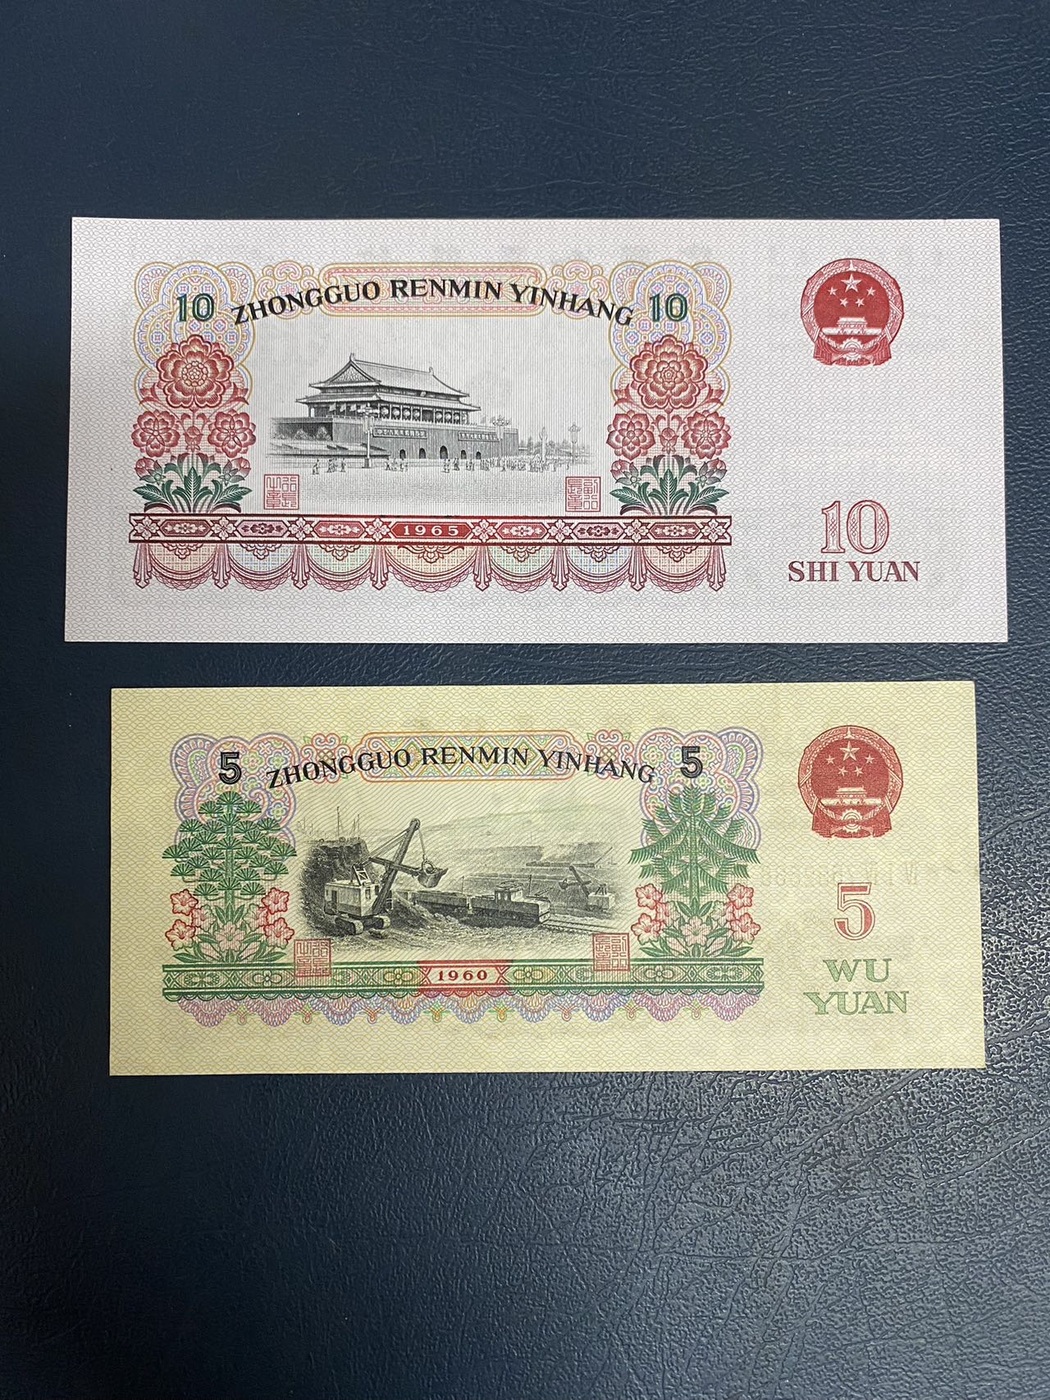 10 ZHONGGUO RENMIN YINHANG 10
1965
10
SHI YUAN
5 ZHONGGUO RENMIN YINHANG 5
1960
5
WU
YUAN